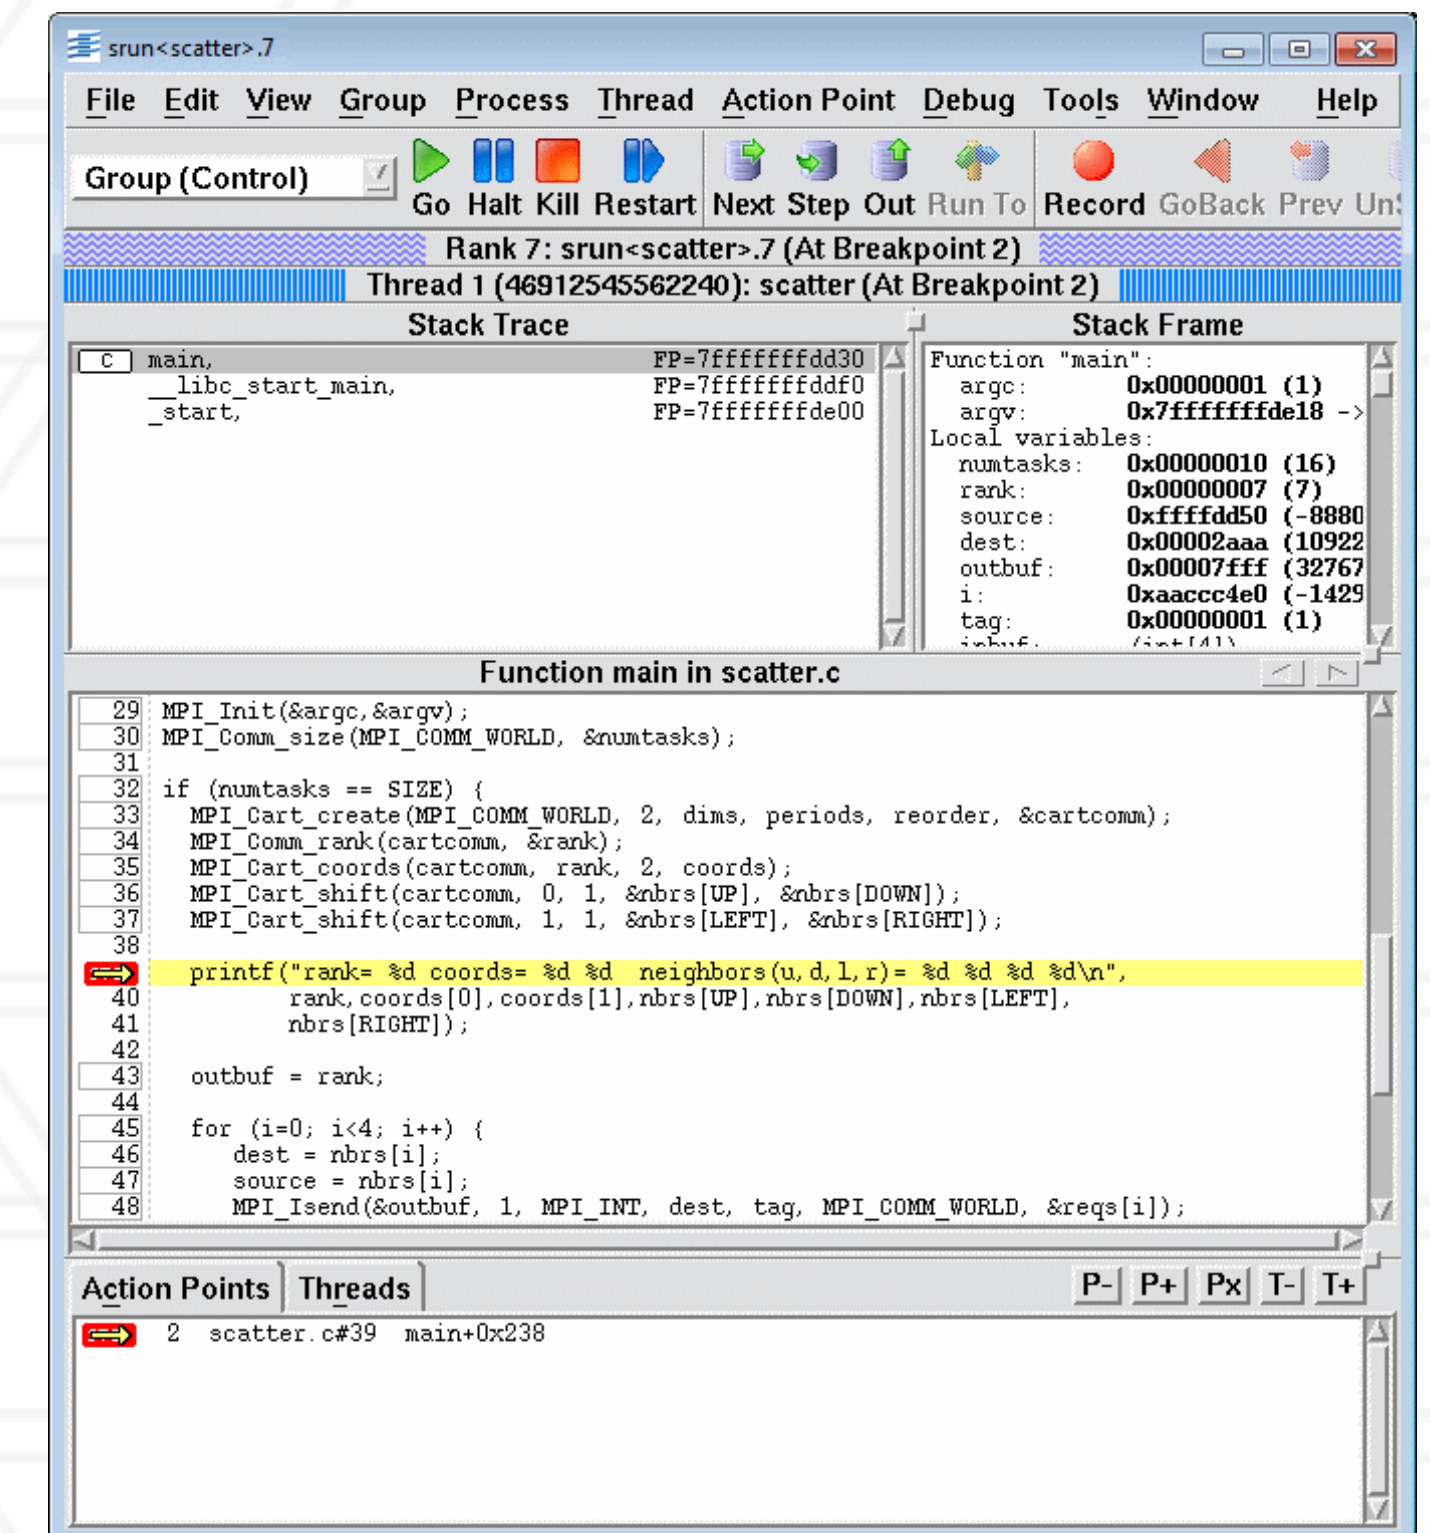 srun<scatter>.7
File Edit View Group Process Thread Action Point Debug Tools Window Help
Group (Control)
Go Halt Kill Restart Next Step Out Run To Record GoBack Prev
Rank 7: srun<scatter>.7 (At Breakpoint 2)
Thread 1 (46912545562240): scatter (At Breakpoint 2)
Stack Trace
C main, FP=7fffffffdd30
__libc_start_main, FP=7fffffffddf0
_start, FP=7fffffffde00
Stack Frame
Function "main":
argc: 0x00000001 (1)
argv: 0x7fffffffde18 ->
Local variables:
numtasks: 0x00000010 (16)
rank: 0x00000007 (7)
source: 0xffffdd50 (-8880
dest: 0x00002aaa (10922
outbuf: 0x00007fff (32767
i: 0xaaccc4e0 (-1429
tag: 0x00000001 (1)
inbuf: (int[4])
Function main in scatter.c
29 MPI_Init(&argc,&argv);
30 MPI_Comm_size(MPI_COMM_WORLD, &numtasks);
31
32 if (numtasks == SIZE) {
33 MPI_Cart_create(MPI_COMM_WORLD, 2, dims, periods, reorder, &cartcomm);
34 MPI_Comm_rank(cartcomm, &rank);
35 MPI_Cart_coords(cartcomm, rank, 2, coords);
36 MPI_Cart_shift(cartcomm, 0, 1, &nbrs[UP], &nbrs[DOWN]);
37 MPI_Cart_shift(cartcomm, 1, 1, &nbrs[LEFT], &nbrs[RIGHT]);
38
printf("rank= %d coords= %d %d  neighbors(u,d,l,r)= %d %d %d %d\n",
40 rank,coords[0],coords[1],nbrs[UP],nbrs[DOWN],nbrs[LEFT],
41 nbrs[RIGHT]);
42
43 outbuf = rank;
44
45 for (i=0; i<4; i++) {
46 dest = nbrs[i];
47 source = nbrs[i];
48 MPI_Isend(&outbuf, 1, MPI_INT, dest, tag, MPI_COMM_WORLD, &reqs[i]);
Action Points Threads P- P+ Px T- T+
2 scatter.c#39 main+0x238